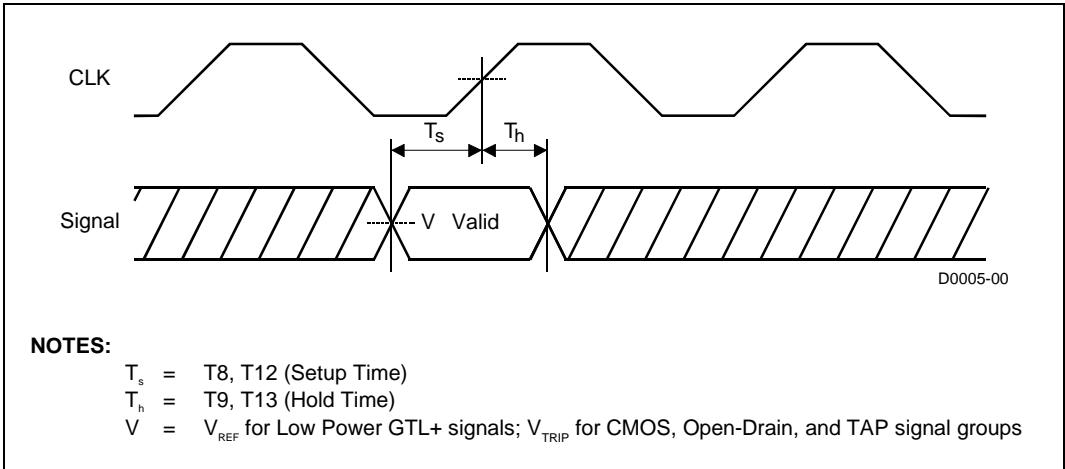 CLK
Ts Th
Signal
V Valid
D0005-00
NOTES:
Ts = T8, T12 (Setup Time)
Th = T9, T13 (Hold Time)
V = VREF for Low Power GTL+ signals; VTRIP for CMOS, Open-Drain, and TAP signal groups